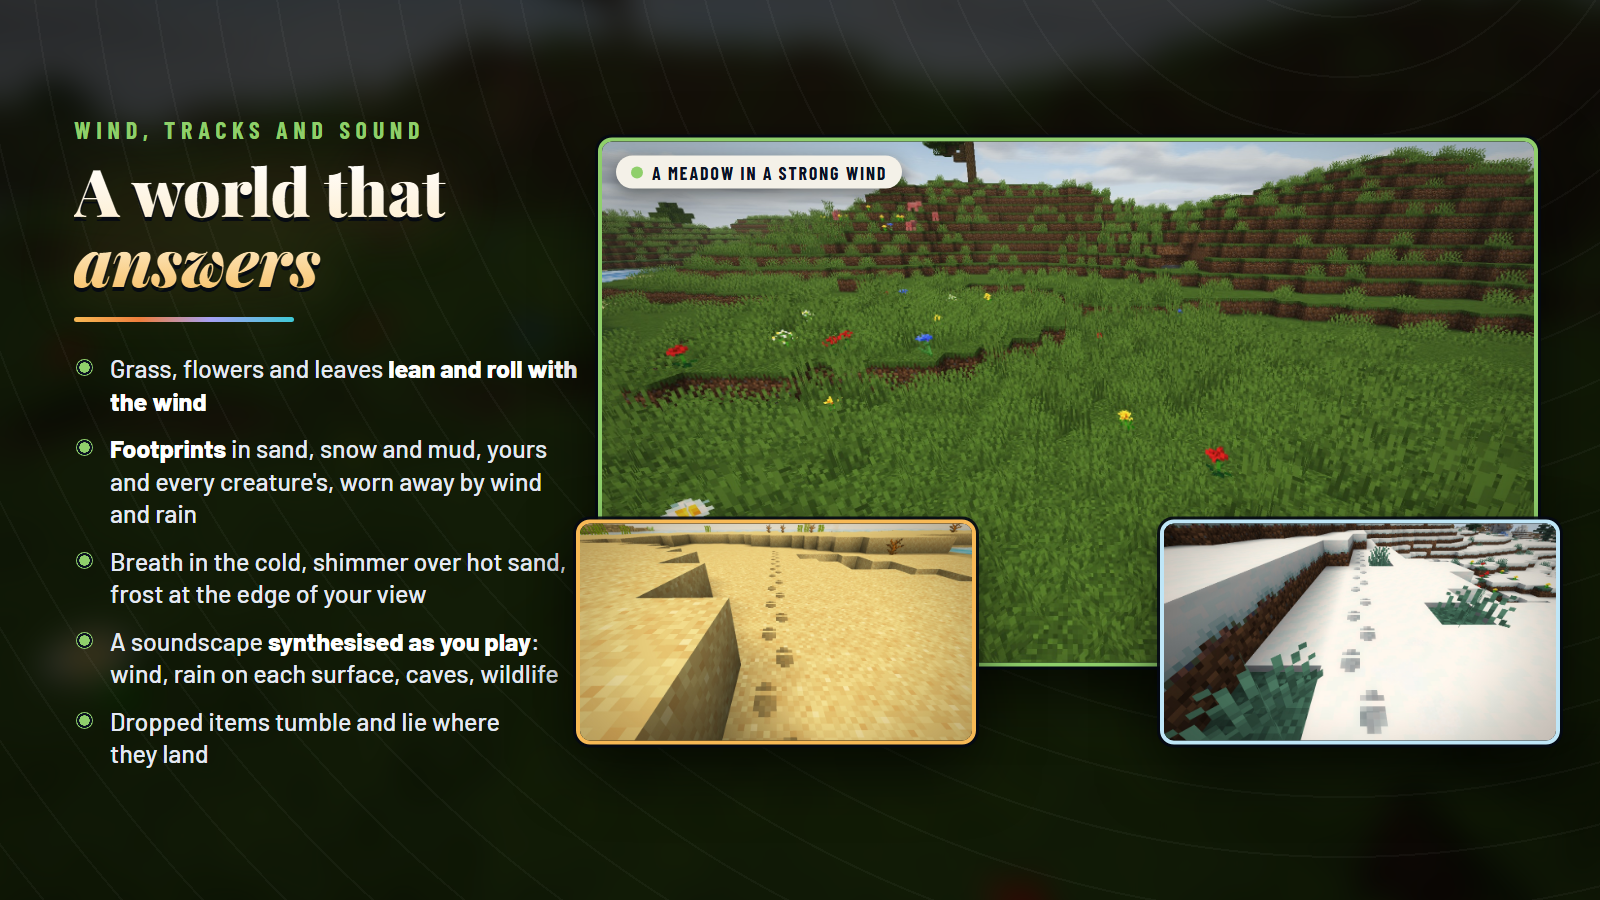 WIND, TRACKS AND SOUND
A world that
answers
Grass, flowers and leaves lean and roll with
the wind
Footprints in sand, snow and mud, yours
and every creature's, worn away by wind
and rain
Breath in the cold, shimmer over hot sand,
frost at the edge of your view
A soundscape synthesised as you play:
wind, rain on each surface, caves, wildlife
Dropped items tumble and lie where
they land
A MEADOW IN A STRONG WIND